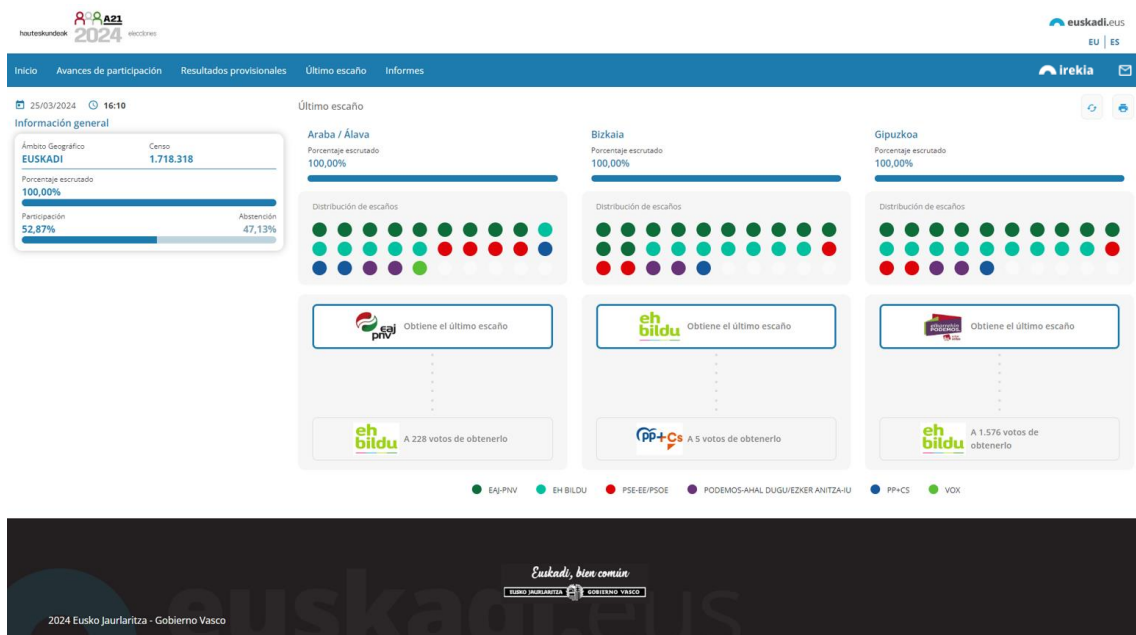 A21
hauteskundeak 2024 elecciones
euskadi.eus
EU | ES
Inicio Avances de participación Resultados provisionales Último escaño Informes
irekia
25/03/2024 16:10
Información general
Ámbito Geográfico Censo
EUSKADI 1.718.318
Porcentaje escrutado
100,00%
Participación Abstención
52,87% 47,13%
Último escaño
Araba / Álava
Porcentaje escrutado
100,00%
Distribución de escaños
eaj pnv Obtiene el último escaño
eh bildu A 228 votos de obtenerlo
Bizkaia
Porcentaje escrutado
100,00%
Distribución de escaños
eh bildu Obtiene el último escaño
pp+Cs A 5 votos de obtenerlo
Gipuzkoa
Porcentaje escrutado
100,00%
Distribución de escaños
PODEMOS Obtiene el último escaño
eh bildu A 1.576 votos de
obtenerlo
EAJ-PNV EH BILDU PSE-EE/PSOE PODEMOS-AHAL DUGU/EZKER ANITZA-IU PP+CS VOX
Euskadi, bien común
EUSKO JAURLARITZA GOBIERNO VASCO
euskadi.eus
2024 Eusko Jaurlaritza - Gobierno Vasco